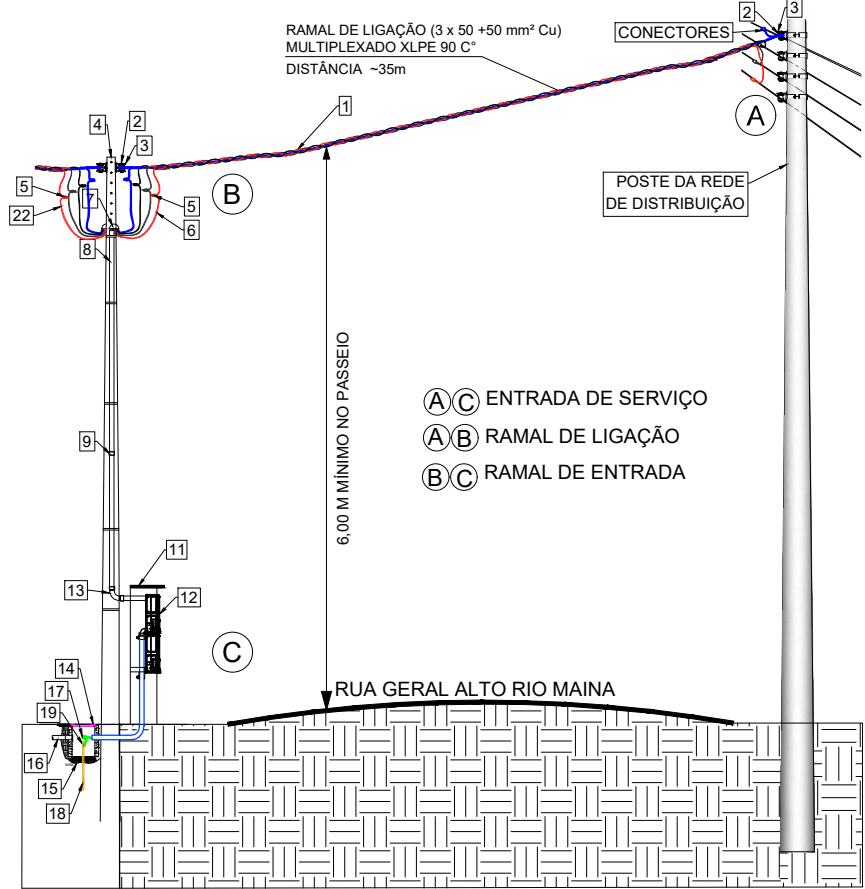 RAMAL DE LIGAÇÃO (3 x 50 +50 mm² Cu)
MULTIPLEXADO XLPE 90 C°
DISTÂNCIA ~35m
CONECTORES
2
3
1
4
2
3
A
B
POSTE DA REDE
DE DISTRIBUIÇÃO
5
22
7
5
6
8
6,00 M MÍNIMO NO PASSEIO
A C ENTRADA DE SERVIÇO
A B RAMAL DE LIGAÇÃO
B C RAMAL DE ENTRADA
9
11
13
12
C
14
17
19
16
15
18
RUA GERAL ALTO RIO MAINA